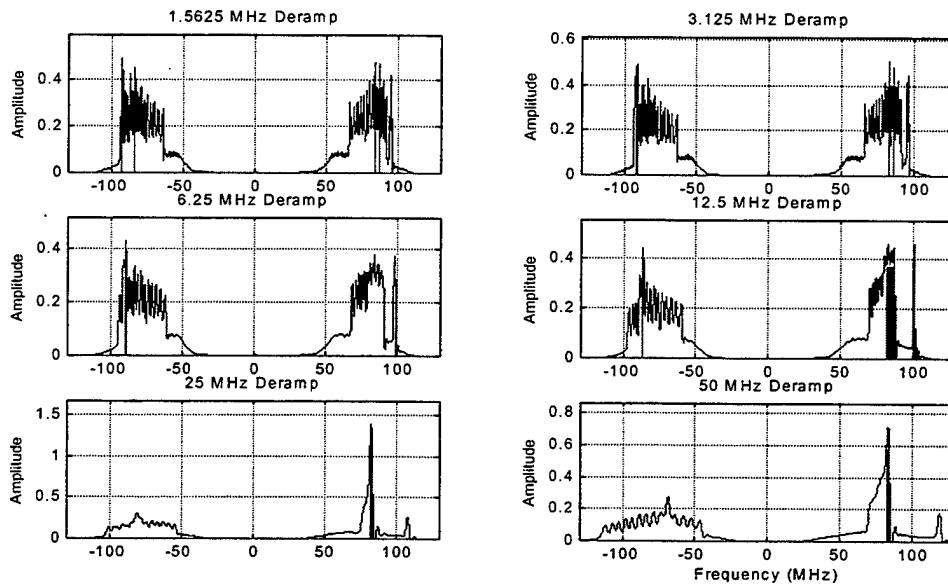 1.5625 MHz Deramp
3.125 MHz Deramp
Amplitude
0.4
0.2
0
-100 -50 0 50 100
Amplitude
0.6
0.4
0.2
0
-100 -50 0 50 100
6.25 MHz Deramp
12.5 MHz Deramp
Amplitude
0.4
0.2
0
-100 -50 0 50 100
Amplitude
0.4
0.2
0
-100 -50 0 50 100
25 MHz Deramp
50 MHz Deramp
Amplitude
1.5
1
0.5
0
-100 -50 0 50 100
Amplitude
0.8
0.6
0.4
0.2
0
-100 -50 0 50 100
Frequency (MHz)